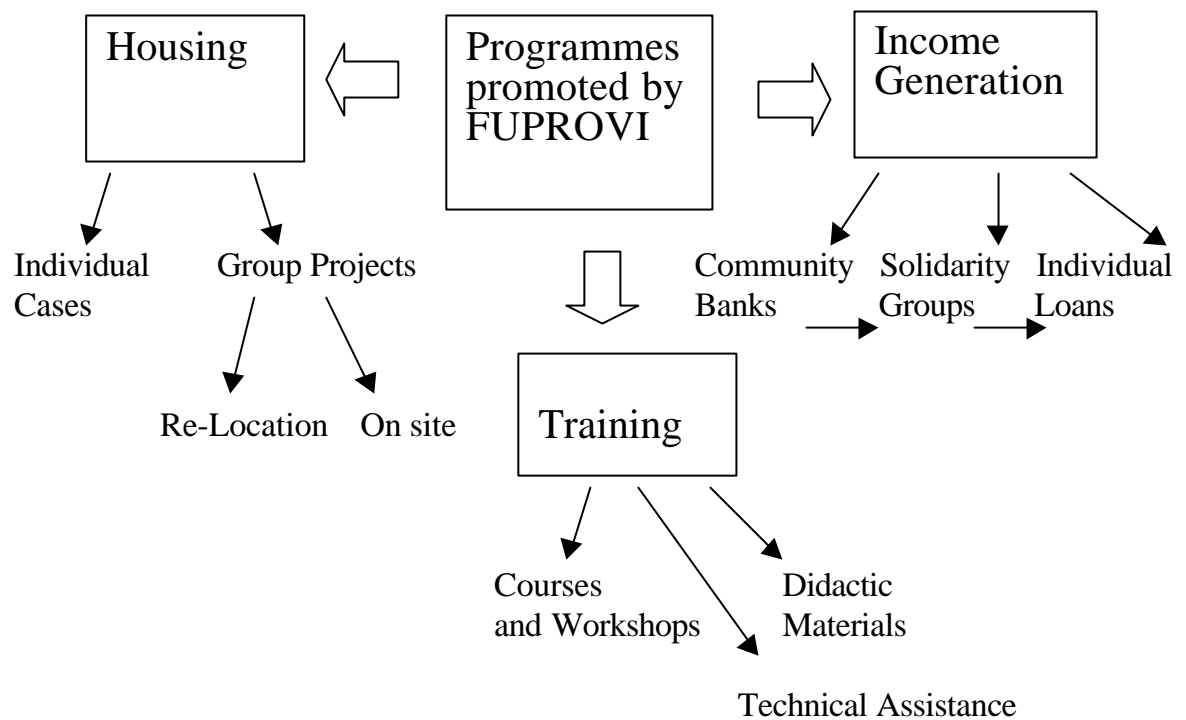 Housing
Programmes
promoted by
FUPROVI
Income
Generation
Individual
Cases
Group Projects
Re-Location
On site
Community
Banks
Solidarity
Groups
Individual
Loans
Training
Courses
and Workshops
Didactic
Materials
Technical Assistance